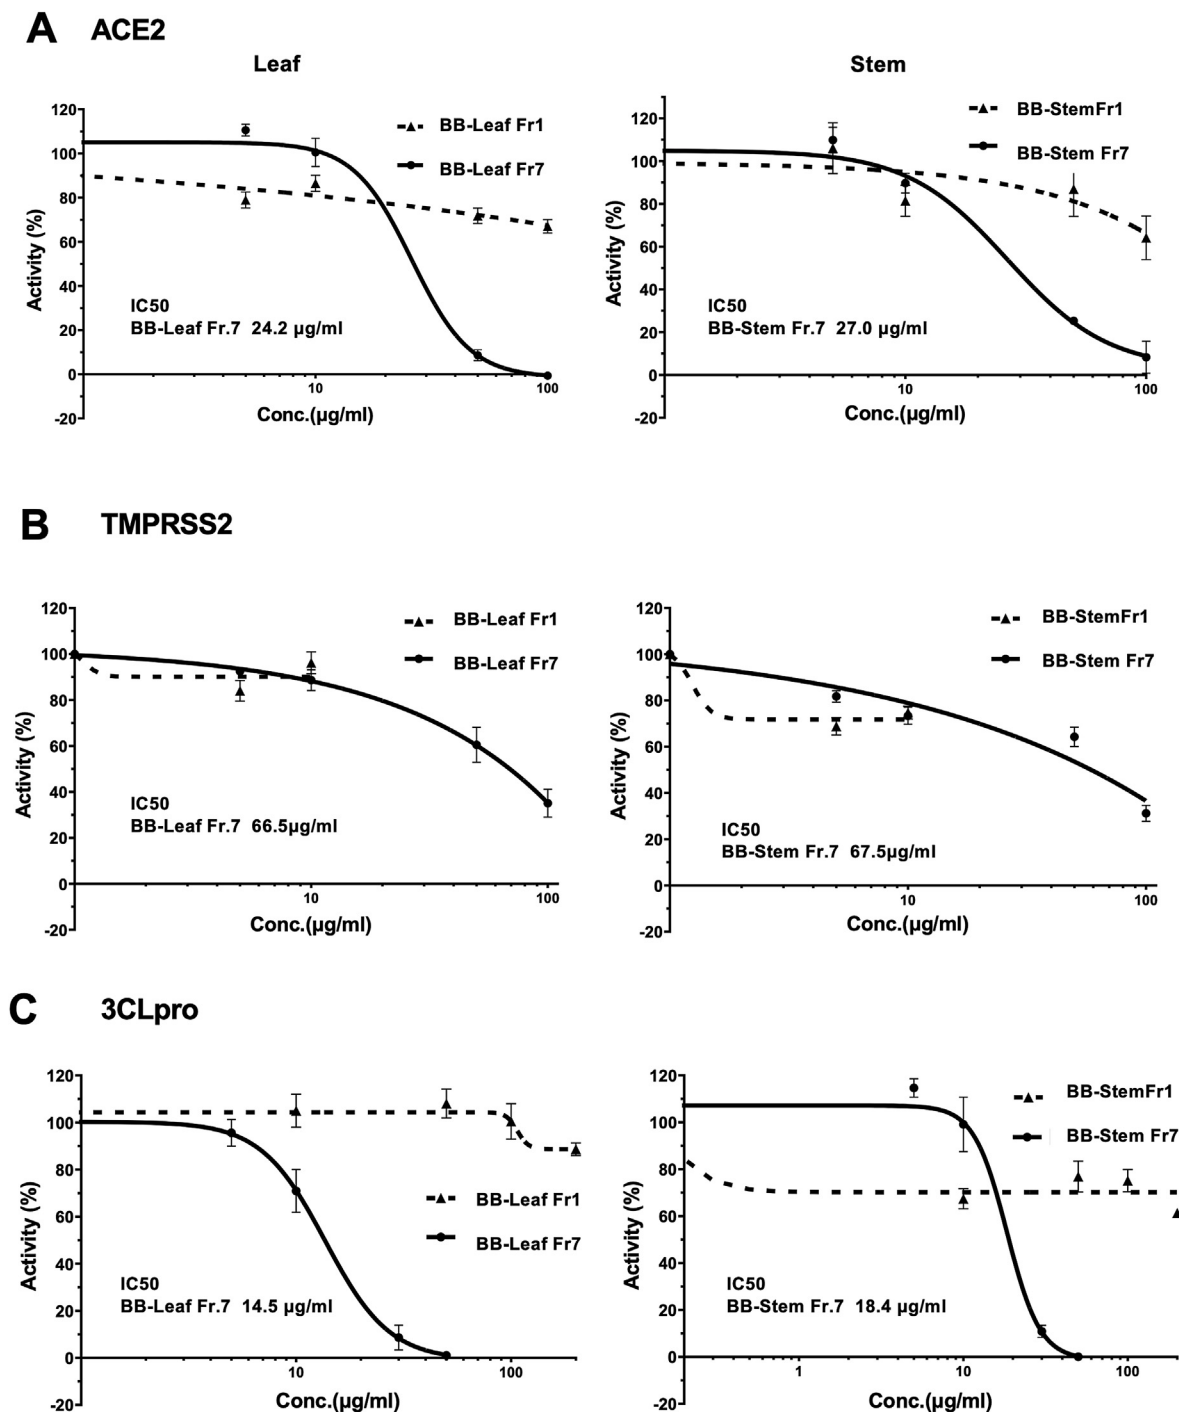 A ACE2
Leaf
Stem
120
100
80
60
40
20
0
-20
Activity (%)
10
100
Conc.(µg/ml)
BB-Leaf Fr1
BB-Leaf Fr7
IC50
BB-Leaf Fr.7 24.2 µg/ml
120
100
80
60
40
20
0
-20
Activity (%)
10
100
Conc.(µg/ml)
BB-StemFr1
BB-Stem Fr7
IC50
BB-Stem Fr.7 27.0 µg/ml
B TMPRSS2
120
100
80
60
40
20
0
-20
Activity (%)
10
100
Conc.(µg/ml)
BB-Leaf Fr1
BB-Leaf Fr7
IC50
BB-Leaf Fr.7 66.5µg/ml
120
100
80
60
40
20
0
-20
Activity (%)
10
100
Conc.(µg/ml)
BB-StemFr1
BB-Stem Fr7
IC50
BB-Stem Fr.7 67.5µg/ml
C 3CLpro
120
100
80
60
40
20
0
-20
Activity (%)
10
100
Conc.(µg/ml)
BB-Leaf Fr1
BB-Leaf Fr7
IC50
BB-Leaf Fr.7 14.5 µg/ml
120
100
80
60
40
20
0
-20
Activity (%)
1
10
100
Conc.(µg/ml)
BB-StemFr1
BB-Stem Fr7
IC50
BB-Stem Fr.7 18.4 µg/ml